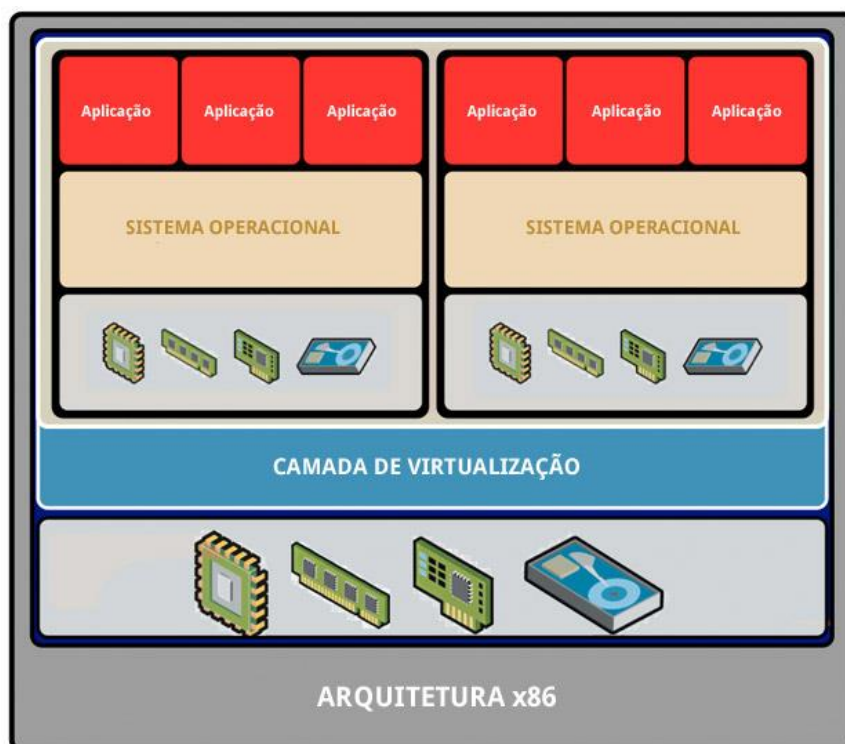 Aplicação Aplicação Aplicação Aplicação Aplicação Aplicação
SISTEMA OPERACIONAL SISTEMA OPERACIONAL
CAMADA DE VIRTUALIZAÇÃO
ARQUITETURA x86